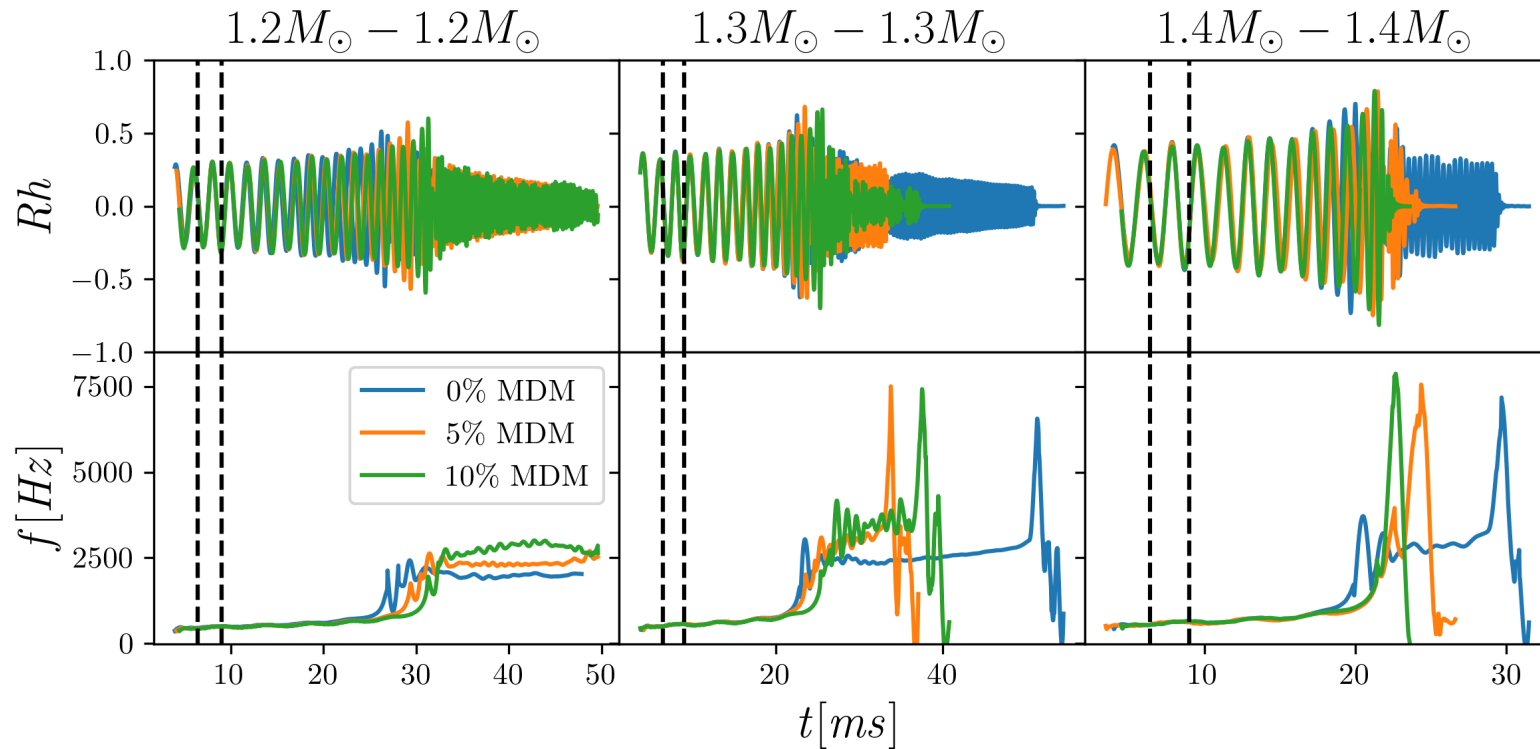 1.2M⊙ − 1.2M⊙ 1.3M⊙ − 1.3M⊙ 1.4M⊙ − 1.4M⊙
1.0
0.5
0.0
−0.5
−1.0
Rh
7500
5000
2500
0
f [Hz]
0% MDM
5% MDM
10% MDM
10 20 30 40 50 20 40 10 20 30
t[ms]